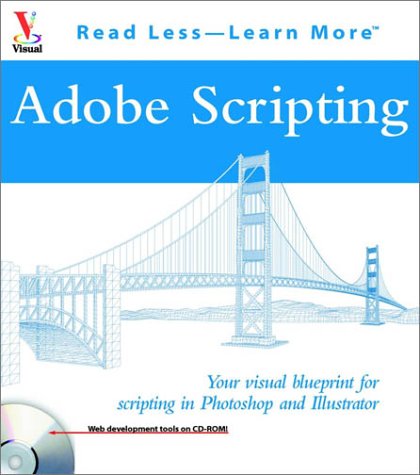 Visual
Read Less—Learn More™
Adobe Scripting
Your visual blueprint for
scripting in Photoshop and Illustrator
Web development tools on CD-ROM!